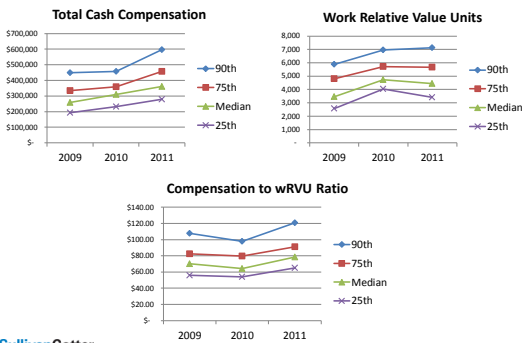 Total Cash Compensation
$700,000
$600,000
$500,000
$400,000
$300,000
$200,000
$100,000
$-
2009 2010 2011
90th
75th
Median
25th
Work Relative Value Units
8,000
7,000
6,000
5,000
4,000
3,000
2,000
1,000
-
2009 2010 2011
90th
75th
Median
25th
Compensation to wRVU Ratio
$140.00
$120.00
$100.00
$80.00
$60.00
$40.00
$20.00
$-
2009 2010 2011
90th
75th
Median
25th